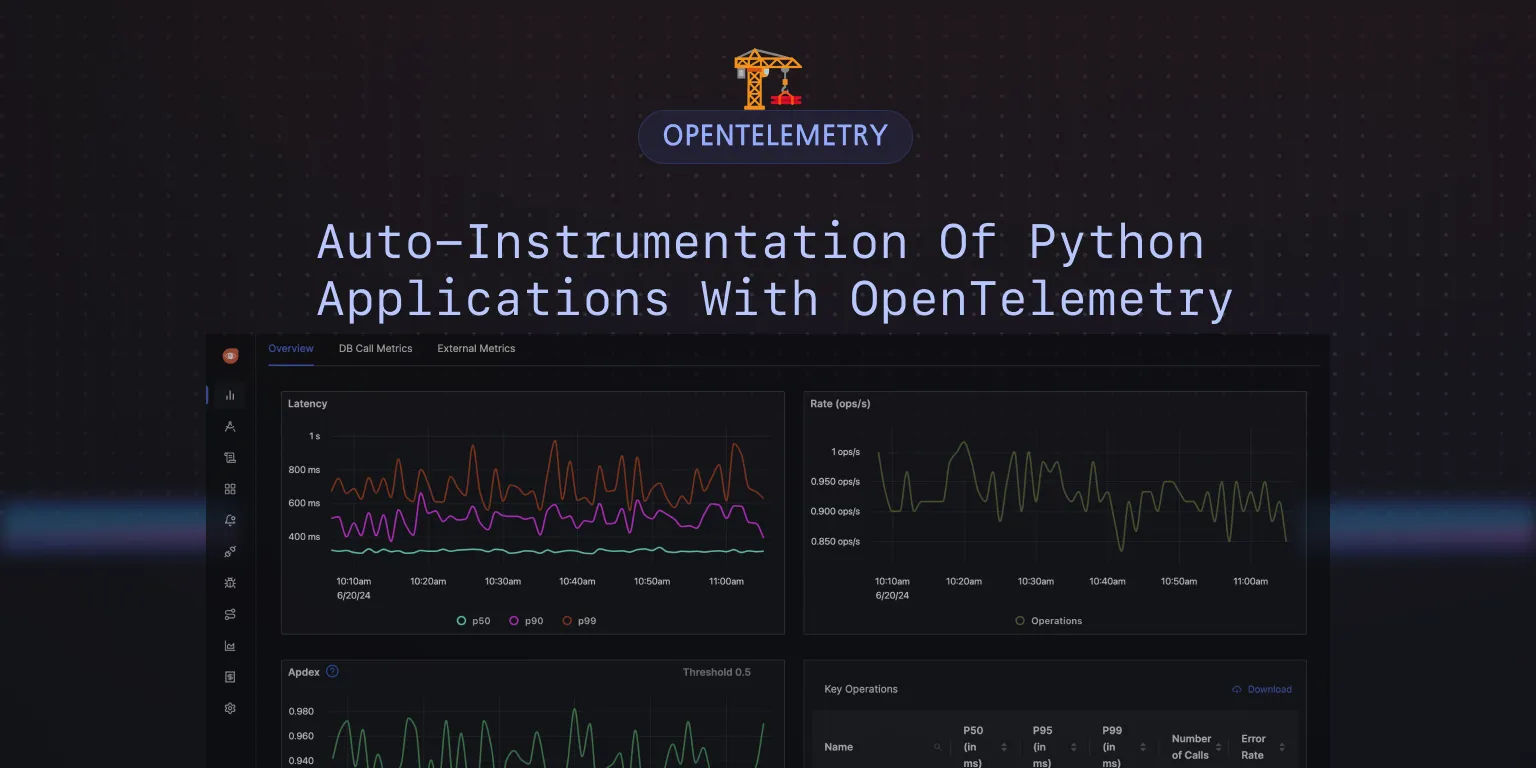 OPENTELEMETRY
Auto-Instrumentation Of Python
Applications With OpenTelemetry
Overview DB Call Metrics External Metrics
Latency
1 s
800 ms
600 ms
400 ms
10:10am 10:20am 10:30am 10:40am 10:50am 11:00am
6/20/24
p50 p90 p99
Rate (ops/s)
1 ops/s
0.950 ops/s
0.900 ops/s
0.850 ops/s
10:10am 10:20am 10:30am 10:40am 10:50am 11:00am
6/20/24
Operations
Apdex ? Threshold 0.5
0.980
0.960
0.940
Key Operations Download
Name
P50
(in
ms)
P95
(in
ms)
P99
(in
ms)
Number
of Calls
Error
Rate